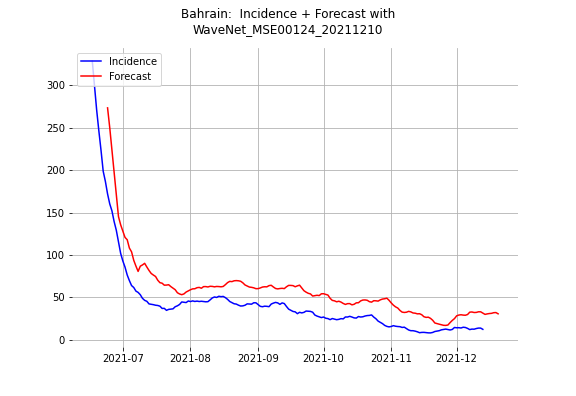 Bahrain: Incidence + Forecast with
WaveNet_MSE00124_20211210
Incidence
Forecast
300
250
200
150
100
50
0
2021-07 2021-08 2021-09 2021-10 2021-11 2021-12